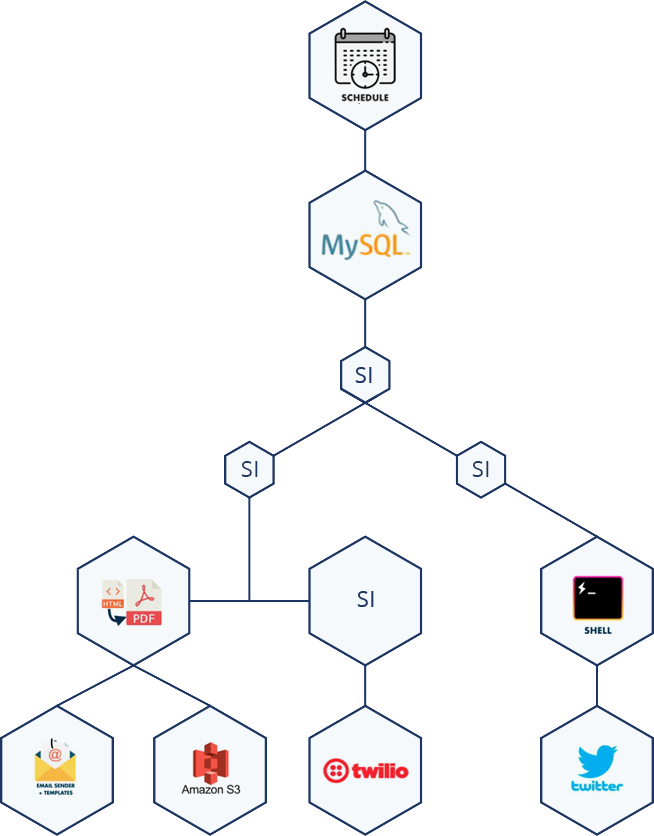 SCHEDULE
MySQL
SI
SI
SI
HTML
PDF
SI
SHELL
@
EMAIL SENDER
+ TEMPLATES
Amazon S3
twilio
twitter